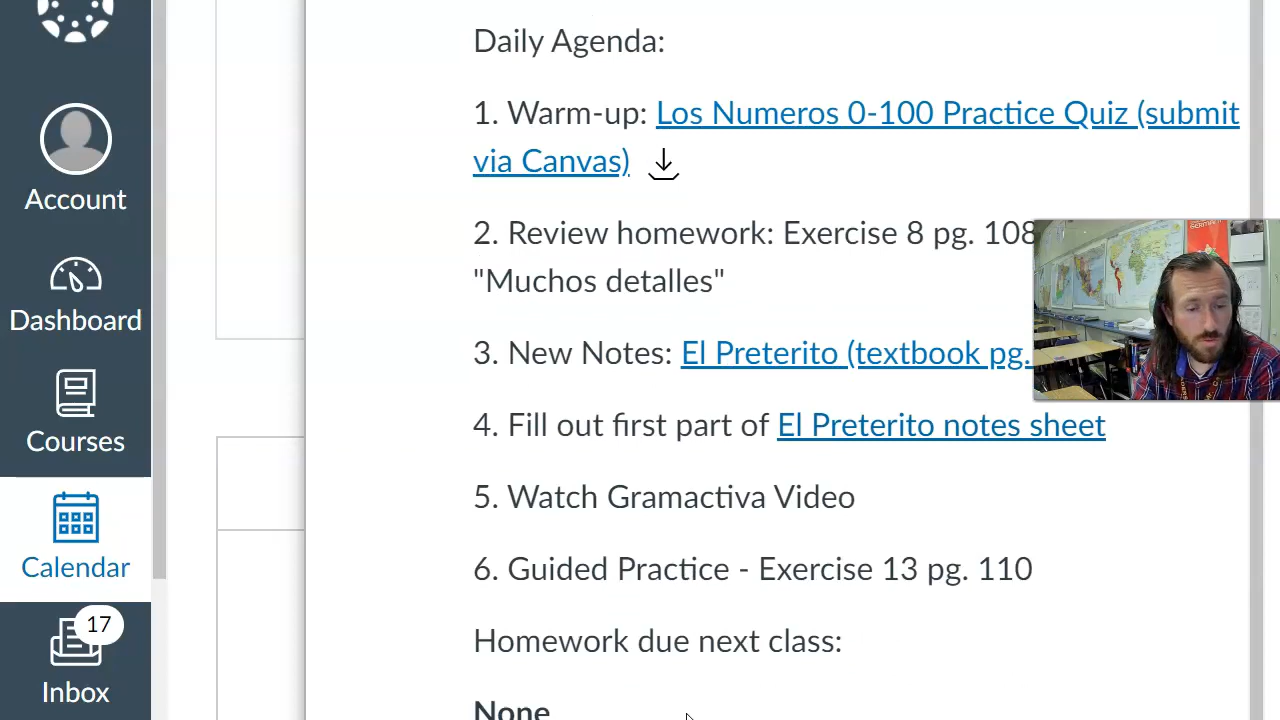 Daily Agenda:
1. Warm-up: Los Numeros 0-100 Practice Quiz (submit
via Canvas)
2. Review homework: Exercise 8 pg. 108
"Muchos detalles"
3. New Notes: El Preterito (textbook pg.
4. Fill out first part of El Preterito notes sheet
5. Watch Gramactiva Video
6. Guided Practice - Exercise 13 pg. 110
Homework due next class:
None
Account
Dashboard
Courses
Calendar
17
Inbox